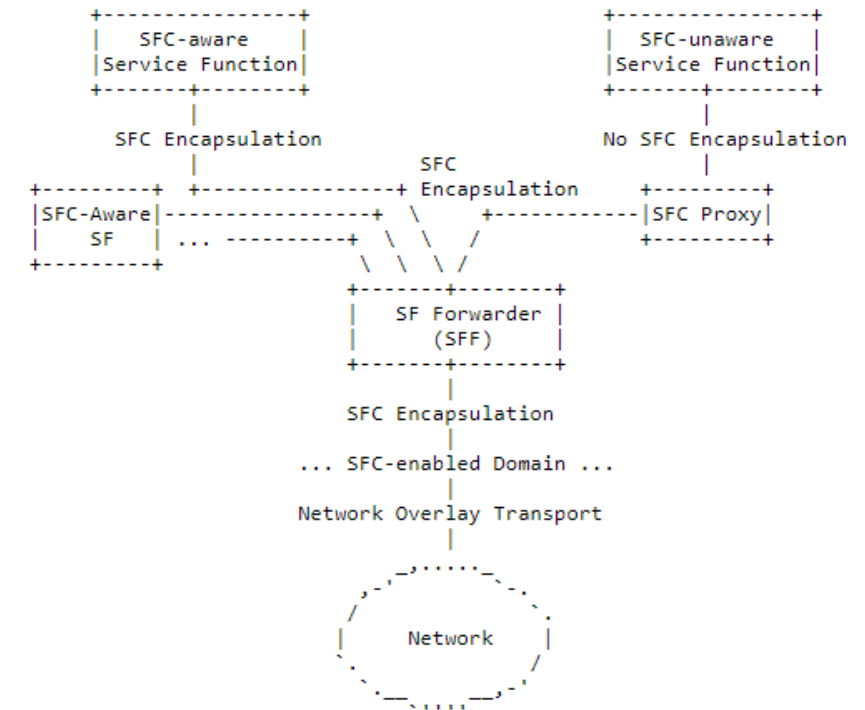 SFC-aware SFC-unaware
Service Function Service Function
SFC Encapsulation No SFC Encapsulation
SFC
Encapsulation
SFC-Aware SFC Proxy
SF ...
SF Forwarder
(SFF)
SFC Encapsulation
... SFC-enabled Domain ...
Network Overlay Transport
Network